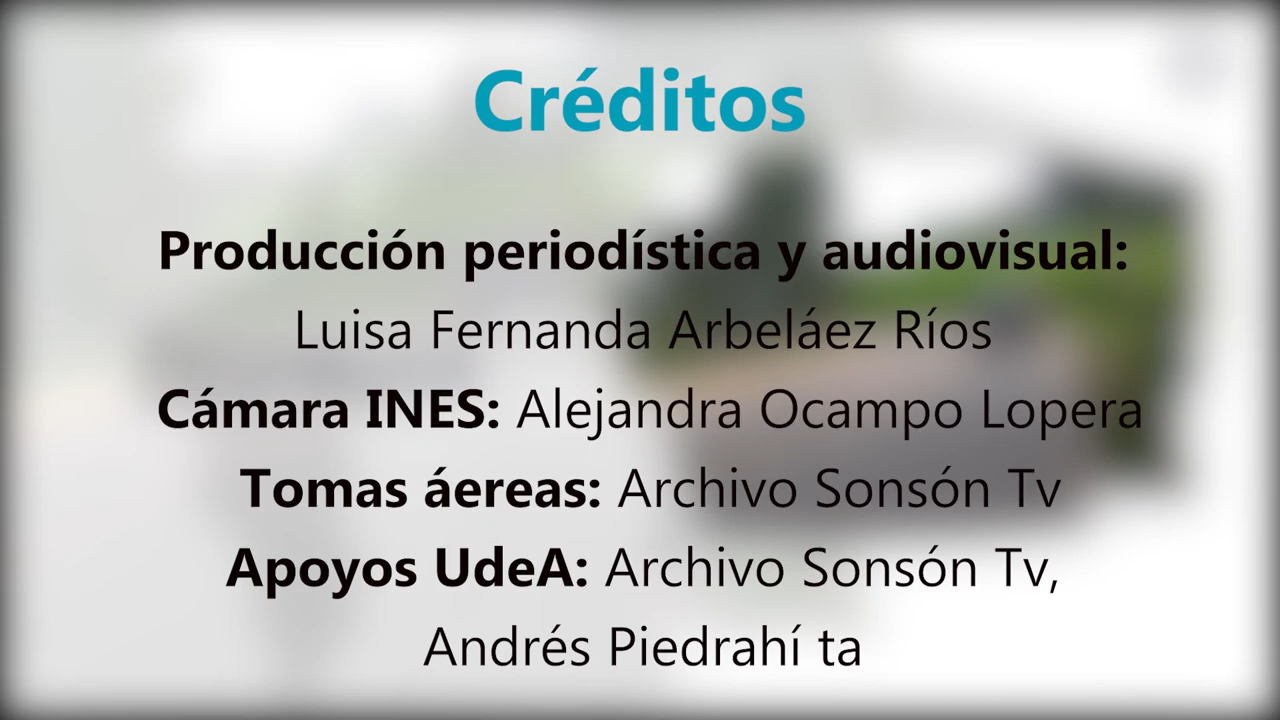 Créditos
Producción periodística y audiovisual:
Luisa Fernanda Arbeláez Ríos
Cámara INES: Alejandra Ocampo Lopera
Tomas áereas: Archivo Sonsón Tv
Apoyos UdeA: Archivo Sonsón Tv,
Andrés Piedrahí ta